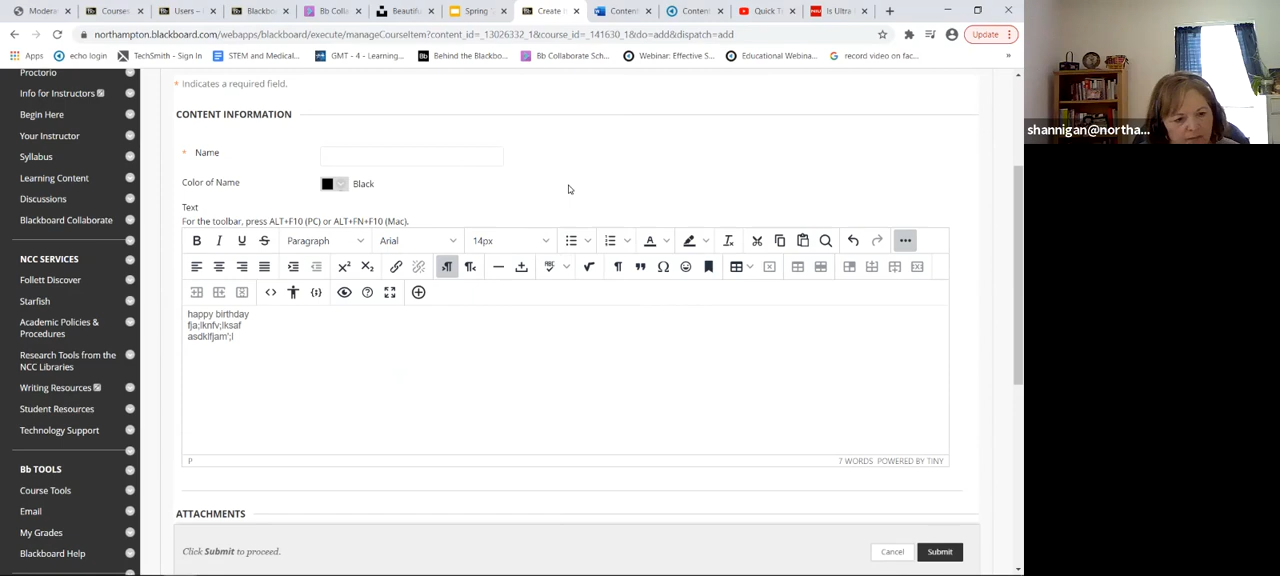 Modera
Courses
Users –
Blackbo
Bb Coll
Beautif
Spring T
Create I
Conten
Conten
Quick T
Is Ultra
northampton.blackboard.com/webapps/blackboard/execute/manageCourseItem?content_id=_13026332_1&course_id=_141630_1&do=add&dispatch=add
Update
Apps
echo login
TechSmith - Sign In
STEM and Medical...
GMT - 4 - Learning...
Behind the Blackbo...
Bb Collaborate Sch...
Webinar: Effective S...
Educational Webinar...
record video on fac...
»
Proctorio
Info for Instructors
Begin Here
Your Instructor
Syllabus
Learning Content
Discussions
Blackboard Collaborate
NCC SERVICES
Follett Discover
Starfish
Academic Policies &
Procedures
Research Tools from the
NCC Libraries
Writing Resources
Student Resources
Technology Support
Bb TOOLS
Course Tools
Email
My Grades
Blackboard Help
* Indicates a required field.
CONTENT INFORMATION
* Name
Color of Name
Black
Text
For the toolbar, press ALT+F10 (PC) or ALT+FN+F10 (Mac).
Paragraph
Arial
14px
happy birthday
fja;lknfv;lksaf
asdklfjam';l
P
7 WORDS POWERED BY TINY
ATTACHMENTS
Click Submit to proceed.
Cancel
Submit
shannigan@northa...